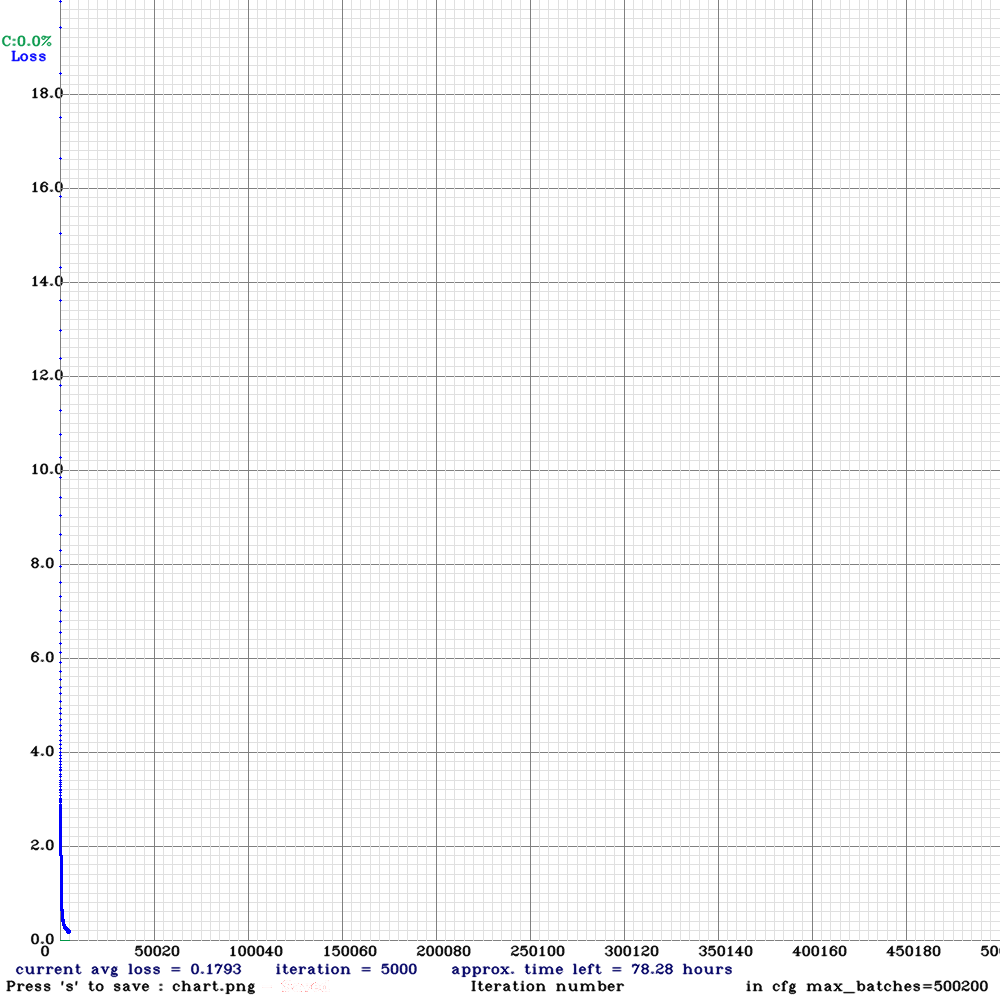 C:0.0%
Loss
18.0
16.0
14.0
12.0
10.0
8.0
6.0
4.0
2.0
0.0
0 50020 100040 150060 200080 250100 300120 350140 400160 450180
current avg loss = 0.1793 iteration = 5000 approx. time left = 78.28 hours
Press 's' to save : chart.png - Iteration number in cfg max_batches=500200